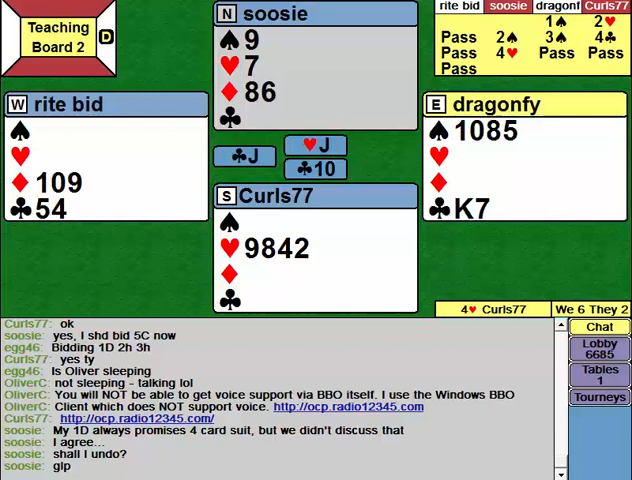 Teaching
Board 2
D
N soosie
♠9
♥7
♦86
♣
rite bid soosie dragonf Curls77
1♠ 2♥
Pass 2♠ 3♠ 4♣
Pass 4♥ Pass Pass
Pass
W rite bid
♠
♥
♦109
♣54
♣J
♥J
♣10
E dragonfy
♠1085
♥
♦
♣K7
S Curls77
♠
♥9842
♦
♣
4♥ Curls77
We 6 They 2
Curls77: ok
soosie: yes, I shd bid 5C now
egg46: Bidding 1D 2h 3h
Curls77: yes ty
egg46: Is Oliver sleeping
OliverC: not sleeping - talking lol
OliverC: You will NOT be able to get voice support via BBO itself. I use the Windows BBO
OliverC: Client which does NOT support voice. http://ocp.radio12345.com
Curls77: http://ocp.radio12345.com/
soosie: My 1D always promises 4 card suit, but we didn't discuss that
soosie: I agree...
soosie: shall I undo?
soosie: glp
Chat
Lobby
6685
Tables
1
Tourneys